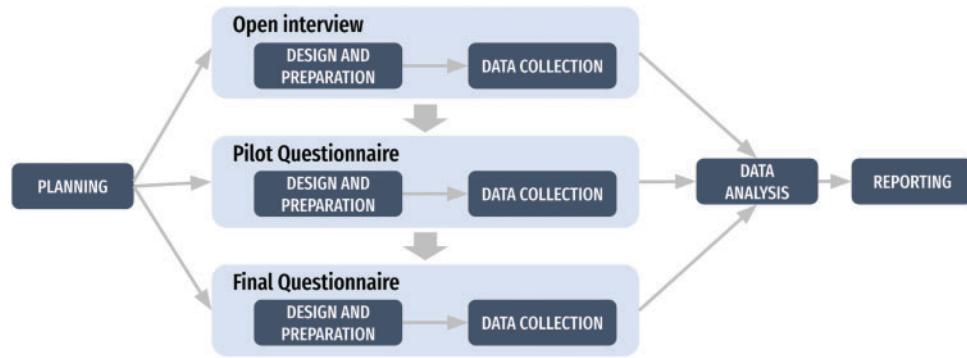 Open interview
DESIGN AND
PREPARATION
DATA COLLECTION
Pilot Questionnaire
PLANNING
DESIGN AND
PREPARATION
DATA COLLECTION
DATA
ANALYSIS
REPORTING
Final Questionnaire
DESIGN AND
PREPARATION
DATA COLLECTION